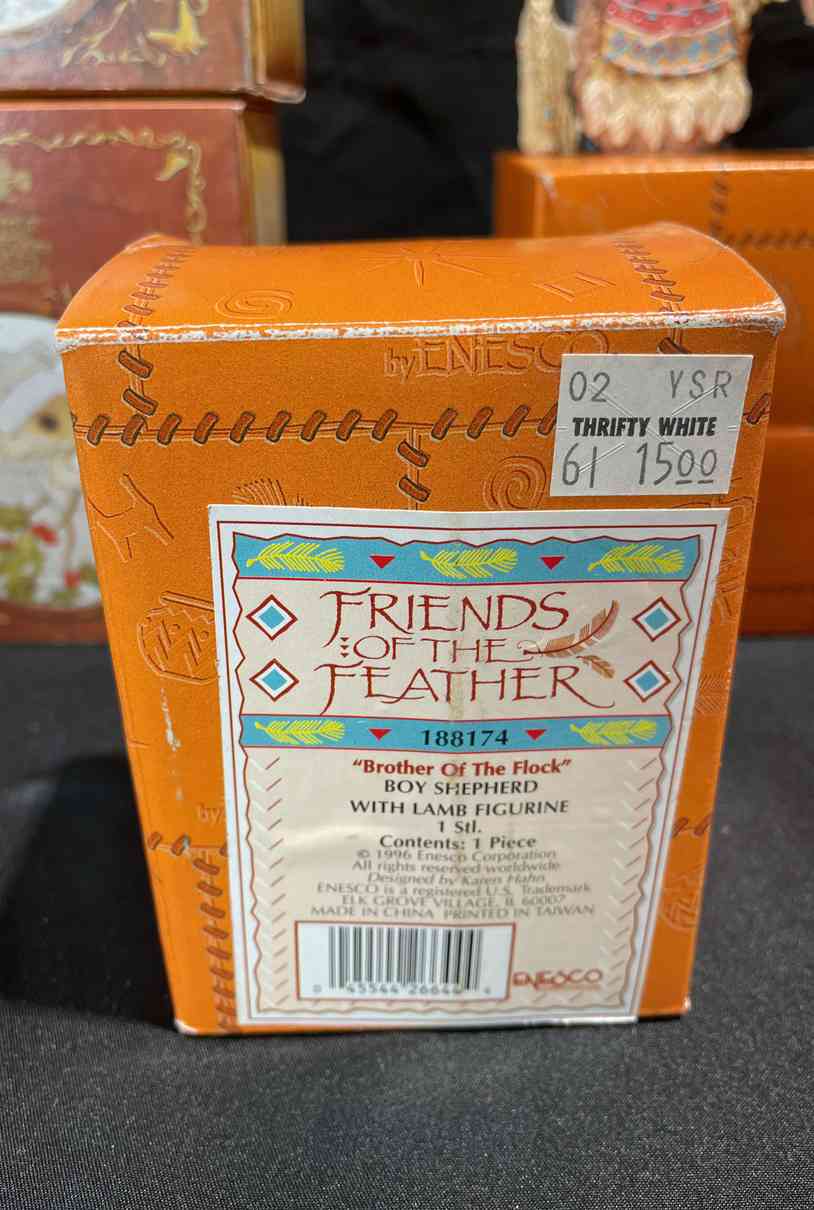 by ENESCO
02 YSR
THRIFTY WHITE
61 1500
FRIENDS
OF THE
FEATHER
188174
"Brother Of The Flock"
BOY SHEPHERD
WITH LAMB FIGURINE
1 Stl.
Contents: 1 Piece
© 1996 Enesco Corporation
All rights reserved worldwide
Designed by Karen Hahn
ENESCO is a registered U.S. Trademark
ELK GROVE VILLAGE, IL 60007
MADE IN CHINA PRINTED IN TAIWAN
ENESCO
by